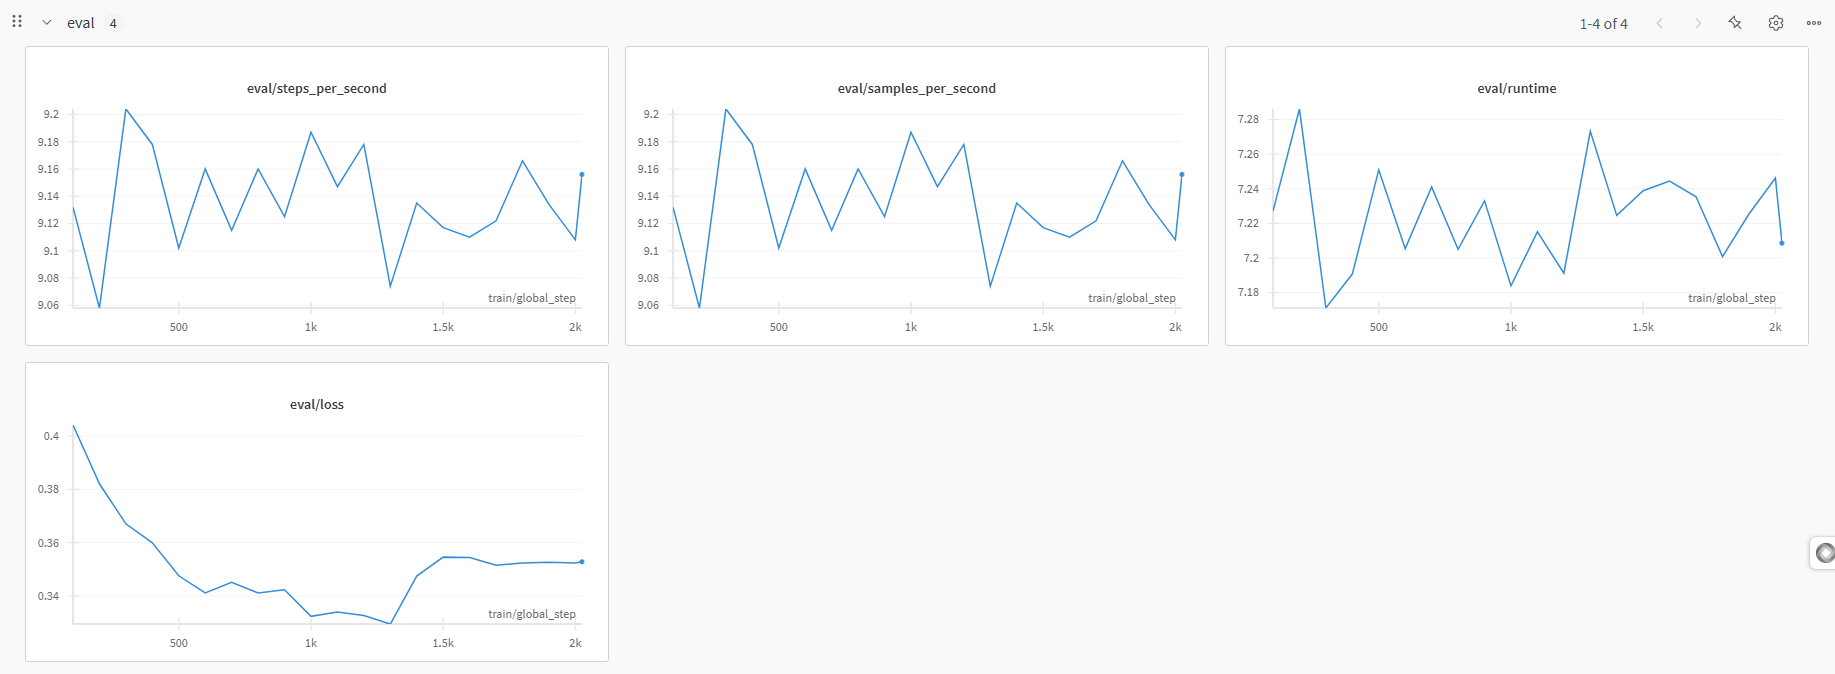 eval 4
1-4 of 4
eval/steps_per_second
9.2
9.18
9.16
9.14
9.12
9.1
9.08
9.06
train/global_step
500 1k 1.5k 2k
eval/samples_per_second
9.2
9.18
9.16
9.14
9.12
9.1
9.08
9.06
train/global_step
500 1k 1.5k 2k
eval/runtime
7.28
7.26
7.24
7.22
7.2
7.18
train/global_step
500 1k 1.5k 2k
eval/loss
0.4
0.38
0.36
0.34
train/global_step
500 1k 1.5k 2k